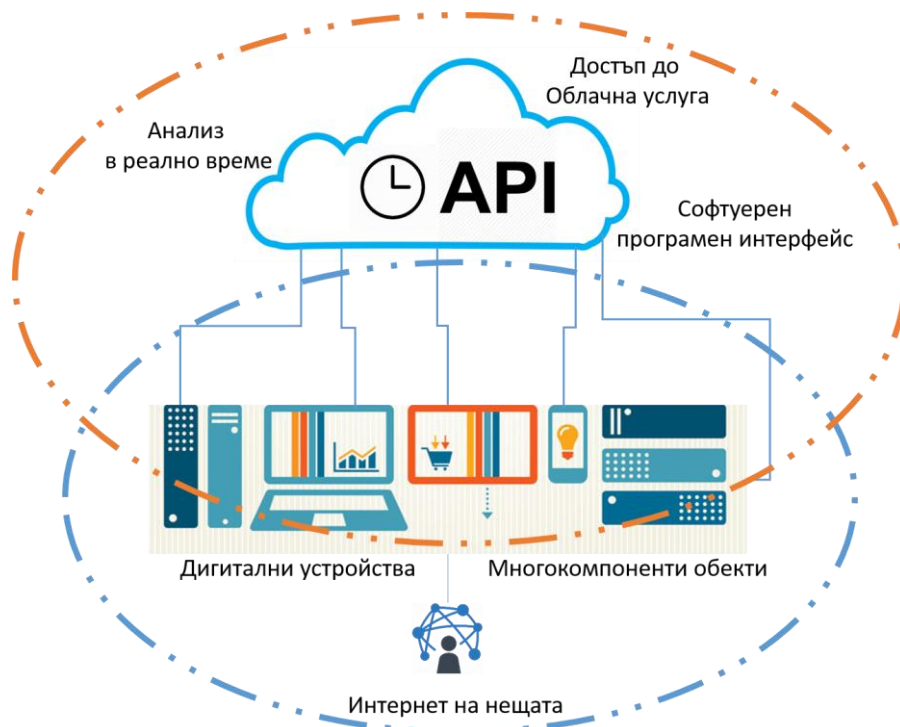 Достъп до
Облачна услуга
Анализ
в реално време
API
Софтуерен
програмен интерфейс
Дигитални устройства
Многокомпоненти обекти
Интернет на нещата